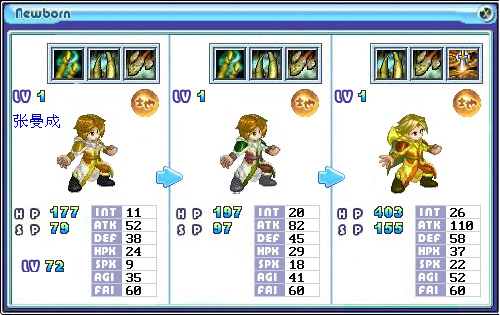 Newborn
LV 1
张曼成
HP 177
SP 79
LV 72
INT 11
ATK 52
DEF 38
HPX 24
SPX 9
AGI 35
FAI 60
LV 1
HP 197
SP 97
INT 20
ATK 82
DEF 45
HPX 29
SPX 18
AGI 41
FAI 60
LV 1
HP 403
SP 155
INT 26
ATK 110
DEF 58
HPX 37
SPX 22
AGI 52
FAI 60